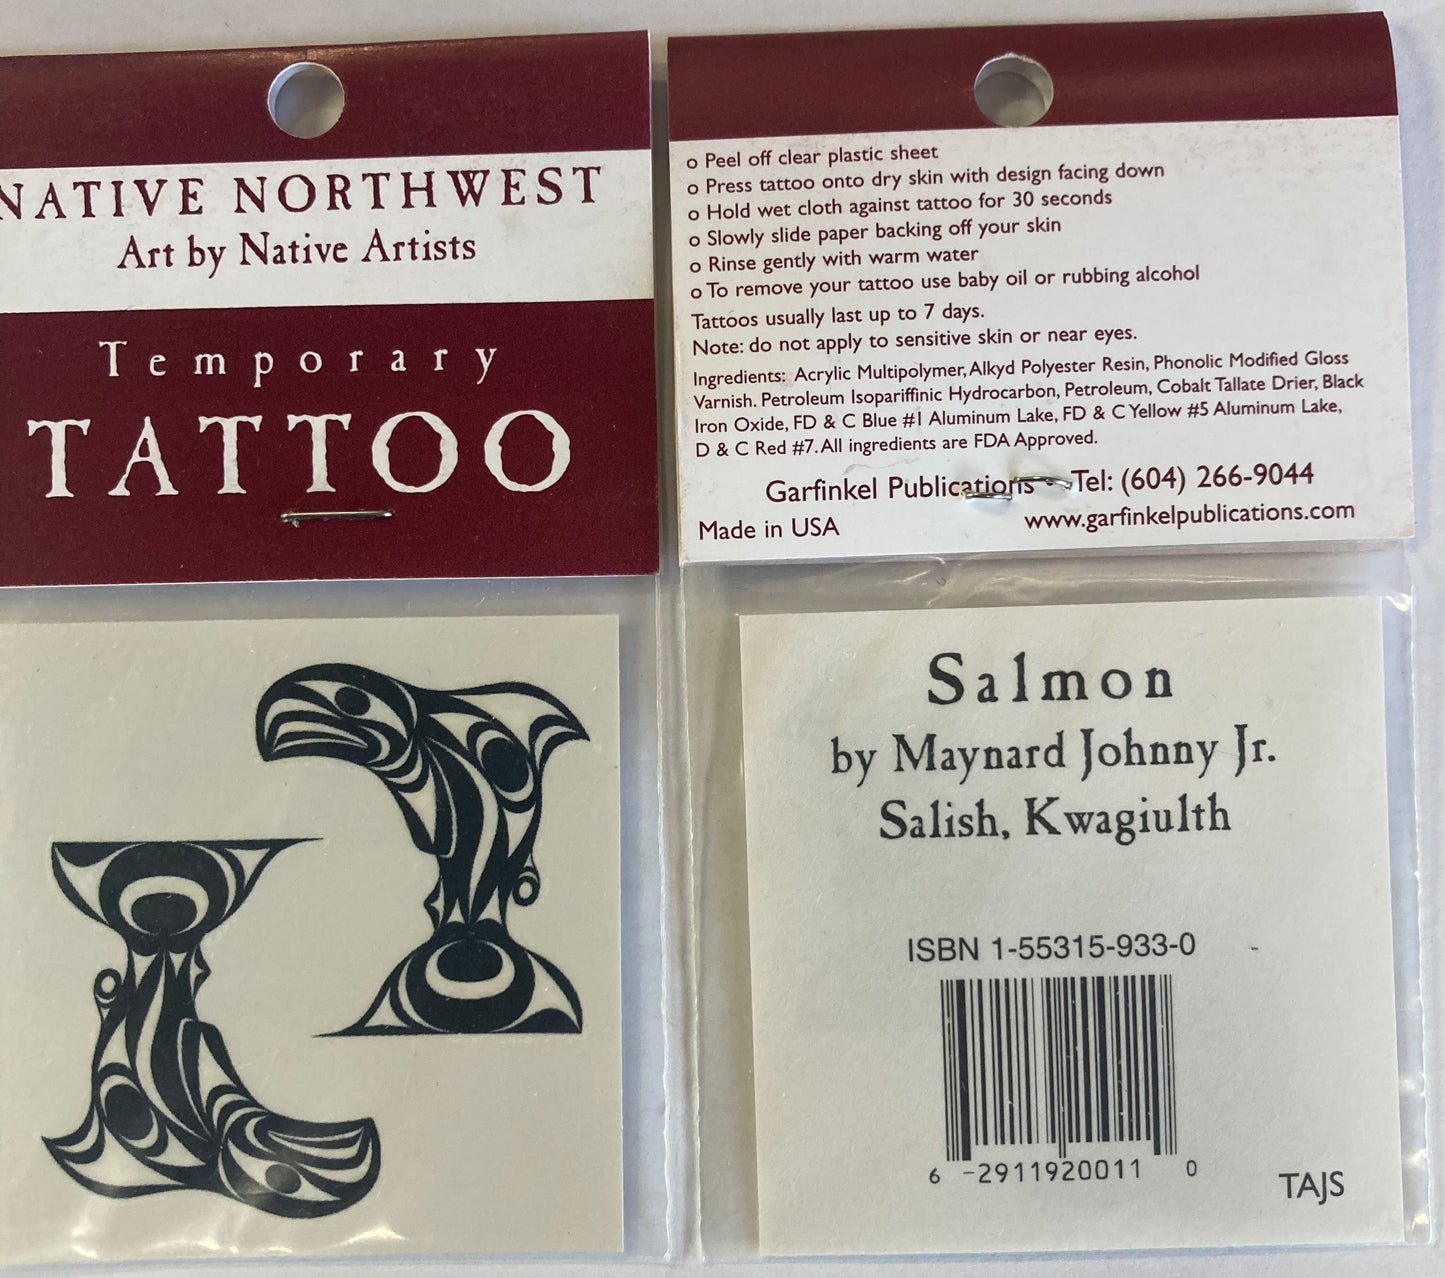 NATIVE NORTHWEST
Art by Native Artists
Temporary
TATTOO
o Peel off clear plastic sheet
o Press tattoo onto dry skin with design facing down
o Hold wet cloth against tattoo for 30 seconds
o Slowly slide paper backing off your skin
o Rinse gently with warm water
o To remove your tattoo use baby oil or rubbing alcohol
Tattoos usually last up to 7 days.
Note: do not apply to sensitive skin or near eyes.
Ingredients: Acrylic Multipolymer, Alkyd Polyester Resin, Phonolic Modified Gloss
Varnish. Petroleum Isopariffinic Hydrocarbon, Petroleum, Cobalt Tallate Drier, Black
Iron Oxide, FD & C Blue #1 Aluminum Lake, FD & C Yellow #5 Aluminum Lake,
D & C Red #7. All ingredients are FDA Approved.
Garfinkel Publications • Tel: (604) 266-9044
Made in USA www.garfinkelpublications.com
Salmon
by Maynard Johnny Jr.
Salish, Kwagiulth
ISBN 1-55315-933-0
6 -2911920011 0
TAJS